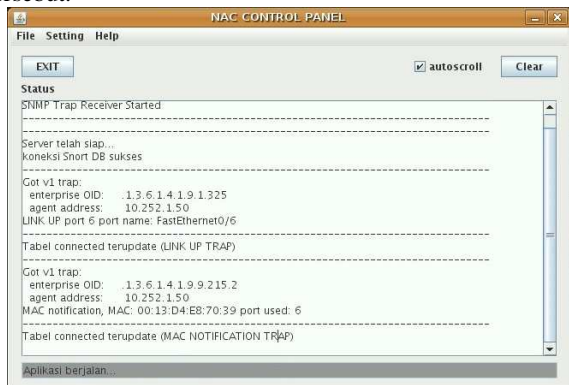 NAC CONTROL PANEL
File Setting Help
EXIT
autoscroll
Clear
Status
SNMP Trap Receiver Started
Server telah siap...
koneksi Snort DB sukses
Got v1 trap:
enterprise OID: .1.3.6.1.4.1.9.1.325
agent address: 10.252.1.50
LINK UP port 6 port name: FastEthernet0/6
Tabel connected terupdate (LINK UP TRAP)
Got v1 trap:
enterprise OID: .1.3.6.1.4.1.9.9.215.2
agent address: 10.252.1.50
MAC notification, MAC: 00:13:D4:E8:70:39 port used: 6
Tabel connected terupdate (MAC NOTIFICATION TRAP)
Aplikasi berjalan...